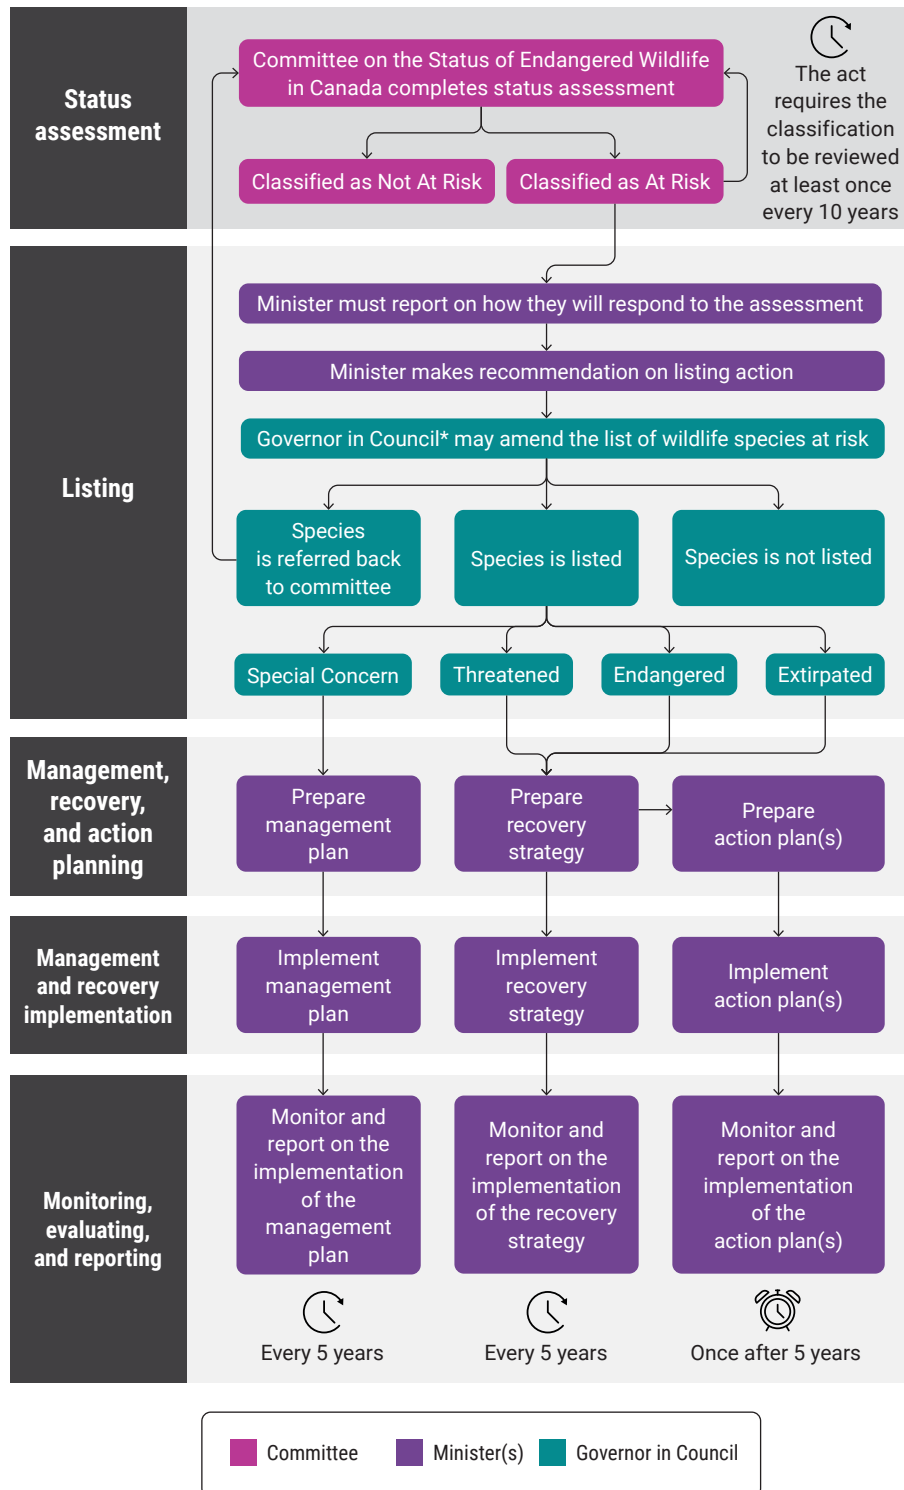 Status
assessment
Committee on the Status of Endangered Wildlife
in Canada completes status assessment
Classified as Not At Risk
Classified as At Risk
The act
requires the
classification
to be reviewed
at least once
every 10 years
Listing
Minister must report on how they will respond to the assessment
Minister makes recommendation on listing action
Governor in Council* may amend the list of wildlife species at risk
Species
is referred back
to committee
Species is listed
Species is not listed
Special Concern
Threatened
Endangered
Extirpated
Management,
recovery,
and action
planning
Prepare
management
plan
Prepare
recovery
strategy
Prepare
action plan(s)
Management
and recovery
implementation
Implement
management
plan
Implement
recovery
strategy
Implement
action plan(s)
Monitoring,
evaluating,
and reporting
Monitor and
report on the
implementation
of the
management
plan
Monitor and
report on the
implementation
of the recovery
strategy
Monitor and
report on the
implementation
of the
action plan(s)
Every 5 years
Every 5 years
Once after 5 years
Committee
Minister(s)
Governor in Council